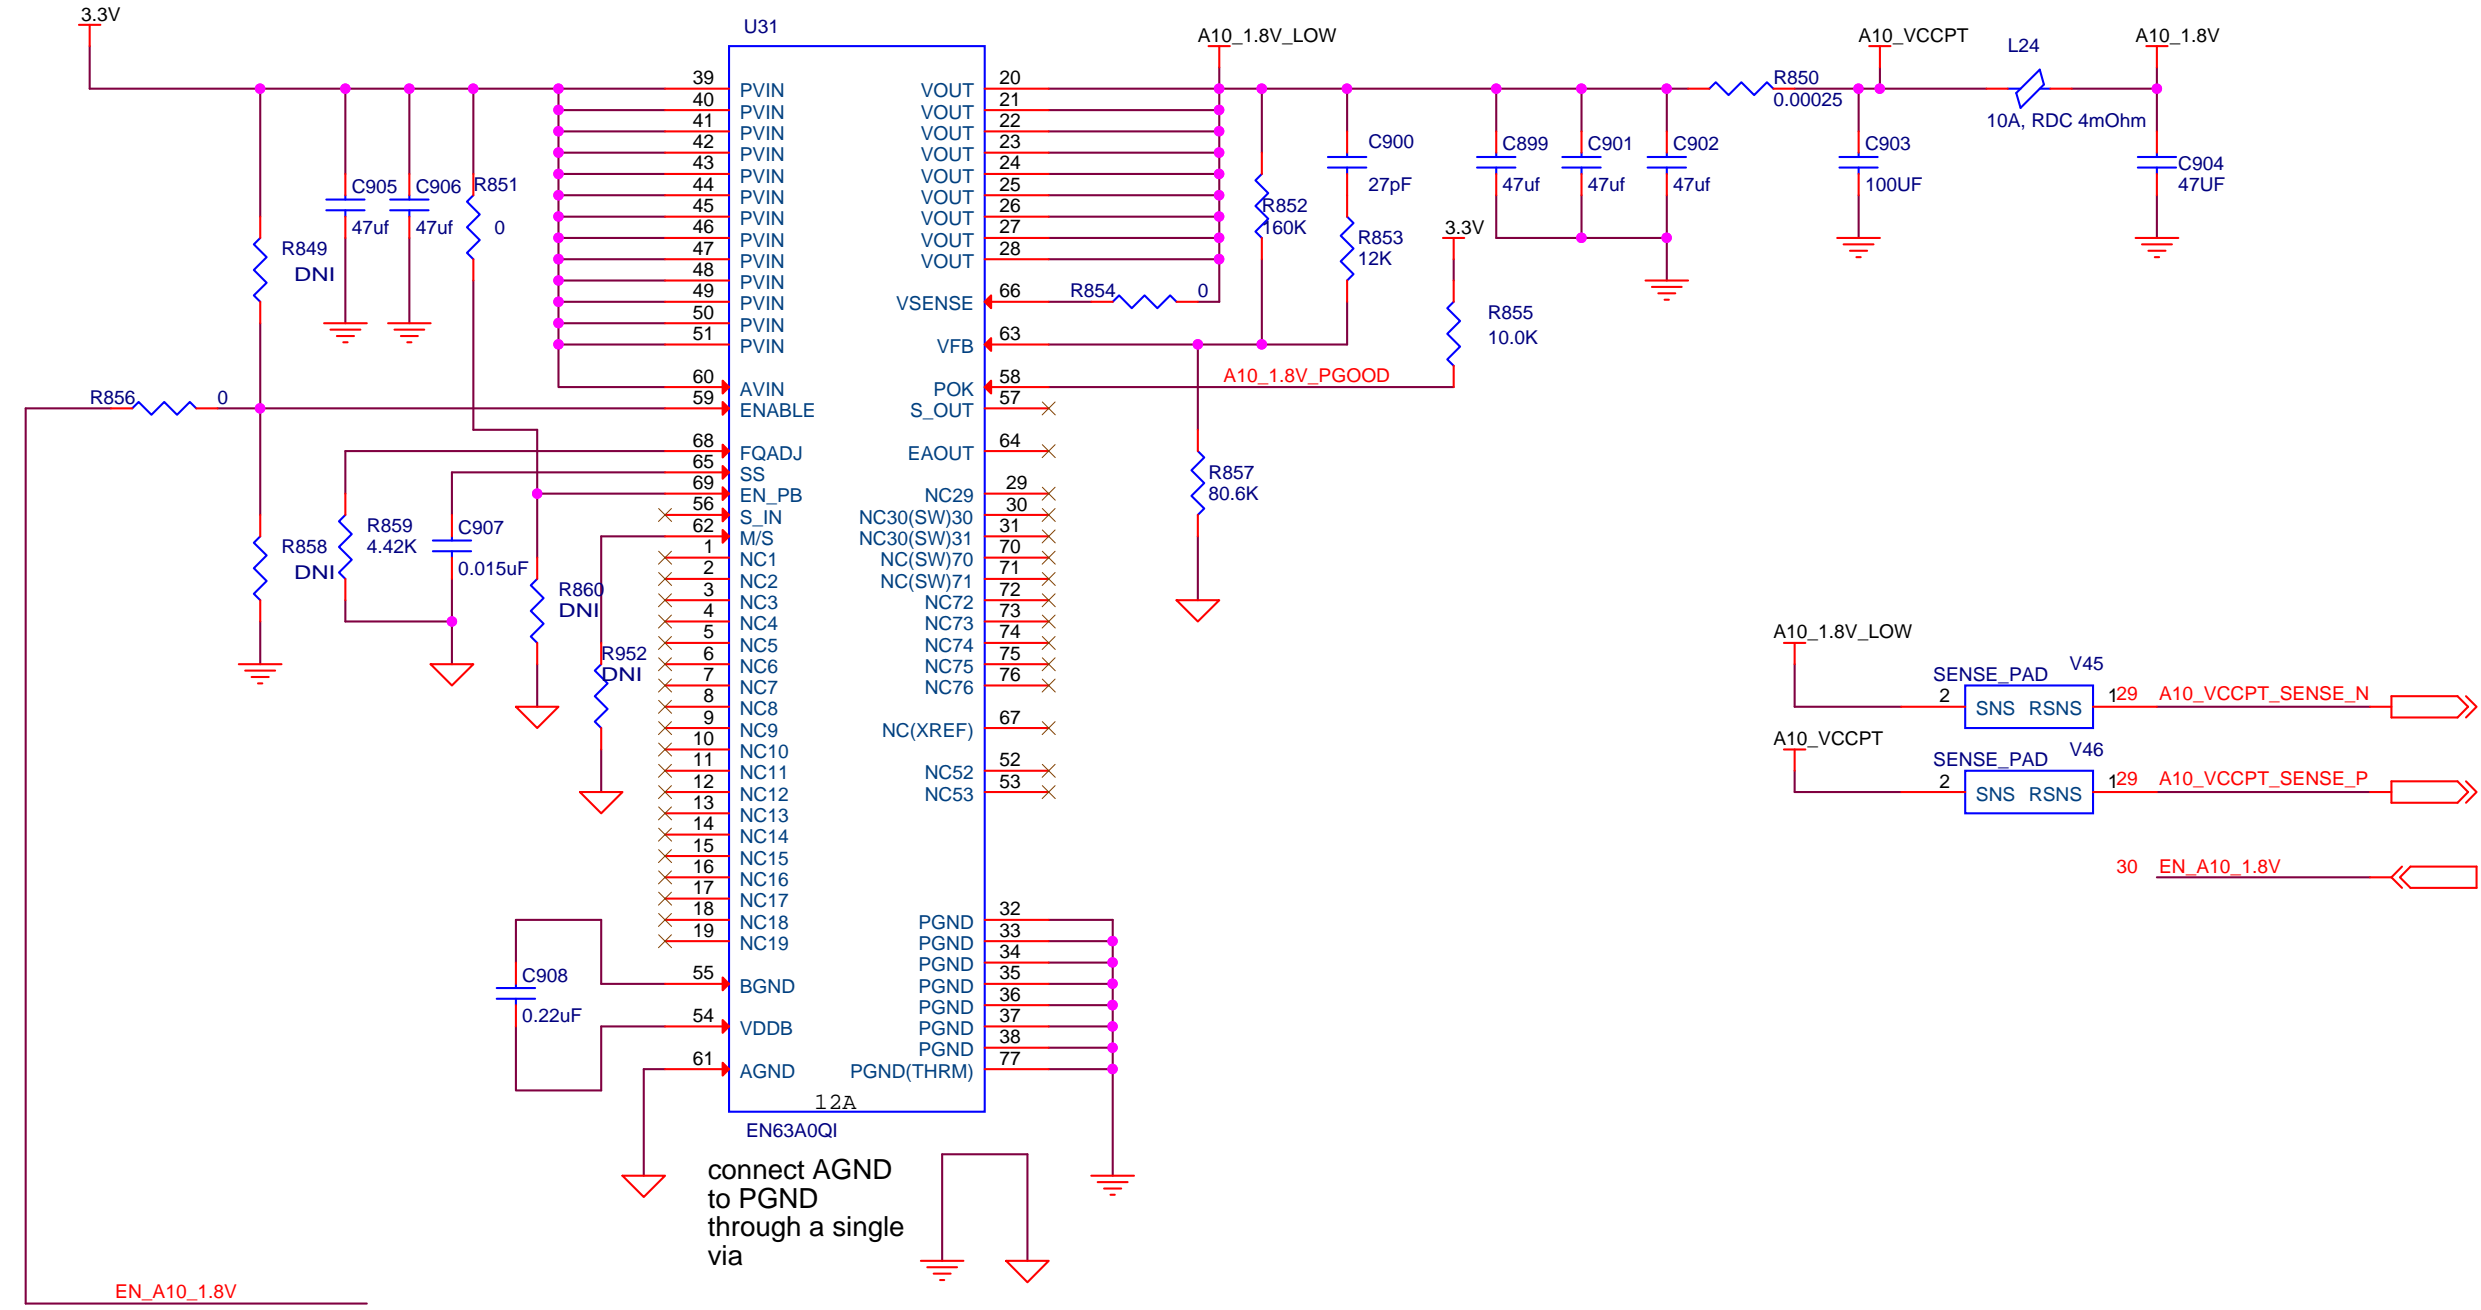 3.3V
U31
A10_1.8V_LOW
A10_VCCPT
L24
A10_1.8V
39 PVIN VOUT 20
40 PVIN VOUT 21
41 PVIN VOUT 22
42 PVIN VOUT 23
43 PVIN VOUT 24
44 PVIN VOUT 25
45 PVIN VOUT 26
46 PVIN VOUT 27
47 PVIN VOUT 28
48 PVIN
49 PVIN VSENSE 66
50 PVIN
51 PVIN VFB 63
60 AVIN POK 58
59 ENABLE S_OUT 57
68 FQADJ EAOUT 64
65 SS
69 EN_PB NC29 29
56 S_IN NC30(SW)30 30
62 M/S NC30(SW)31 31
1 NC1 NC(SW)70 70
2 NC2 NC(SW)71 71
3 NC3 NC72 72
4 NC4 NC73 73
5 NC5 NC74 74
6 NC6 NC75 75
7 NC7 NC76 76
8 NC8
9 NC9 NC(XREF) 67
10 NC10
11 NC11 NC52 52
12 NC12 NC53 53
13 NC13
14 NC14
15 NC15
16 NC16
17 NC17
18 NC18 PGND 32
19 NC19 PGND 33
PGND 34
55 BGND PGND 35
PGND 36
54 VDDB PGND 37
PGND 38
61 AGND PGND(THRM) 77
12A
EN63A0QI
R849
DNI
C905
47uf
C906
47uf
R851
0
R856 0
R858
DNI
R859
4.42K
C907
0.015uF
R860
DNI
R952
DNI
C908
0.22uF
R852
160K
C900
27pF
R853
12K
R854 0
3.3V
R855
10.0K
A10_1.8V_PGOOD
R857
80.6K
C899
47uf
C901
47uf
C902
47uf
R850
0.00025
C903
100UF
10A, RDC 4mOhm
C904
47UF
A10_1.8V_LOW
SENSE_PAD V45
2 SNS RSNS 1 29 A10_VCCPT_SENSE_N
A10_VCCPT
SENSE_PAD V46
2 SNS RSNS 1 29 A10_VCCPT_SENSE_P
30 EN_A10_1.8V
connect AGND
to PGND
through a single
via
EN_A10_1.8V